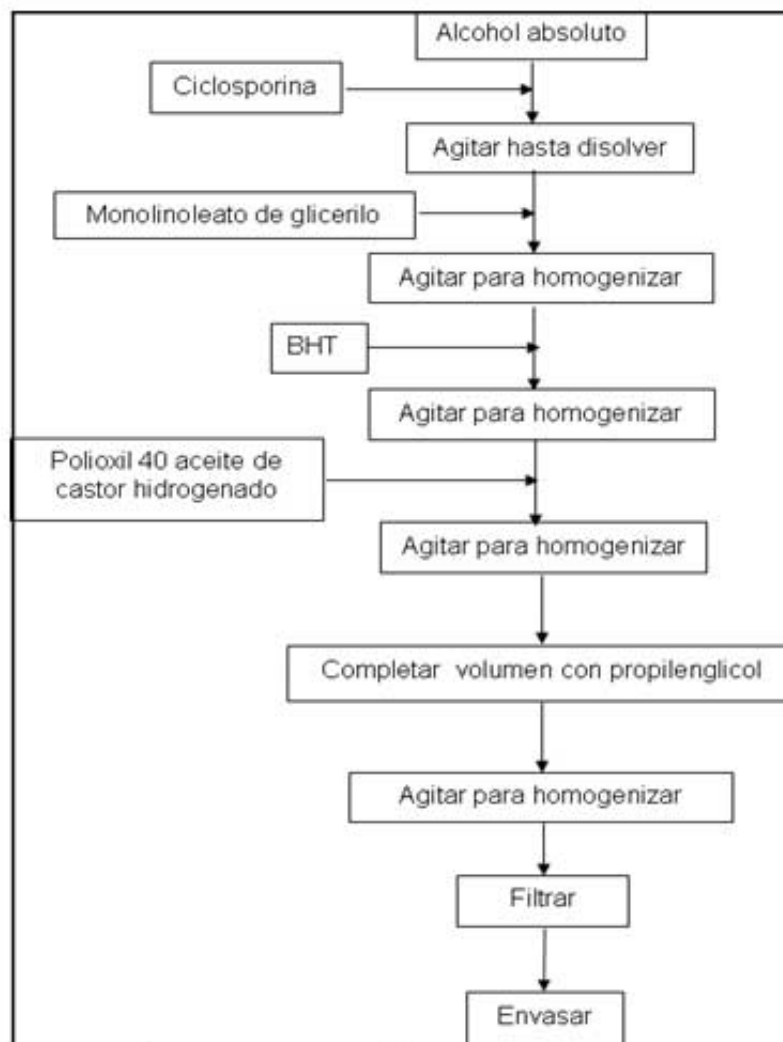 Alcohol absoluto
Ciclosporina
Agitar hasta disolver
Monolinoleato de glicerilo
Agitar para homogenizar
BHT
Agitar para homogenizar
Polioxil 40 aceite de
castor hidrogenado
Agitar para homogenizar
Completar volumen con propilenglicol
Agitar para homogenizar
Filtrar
Envasar